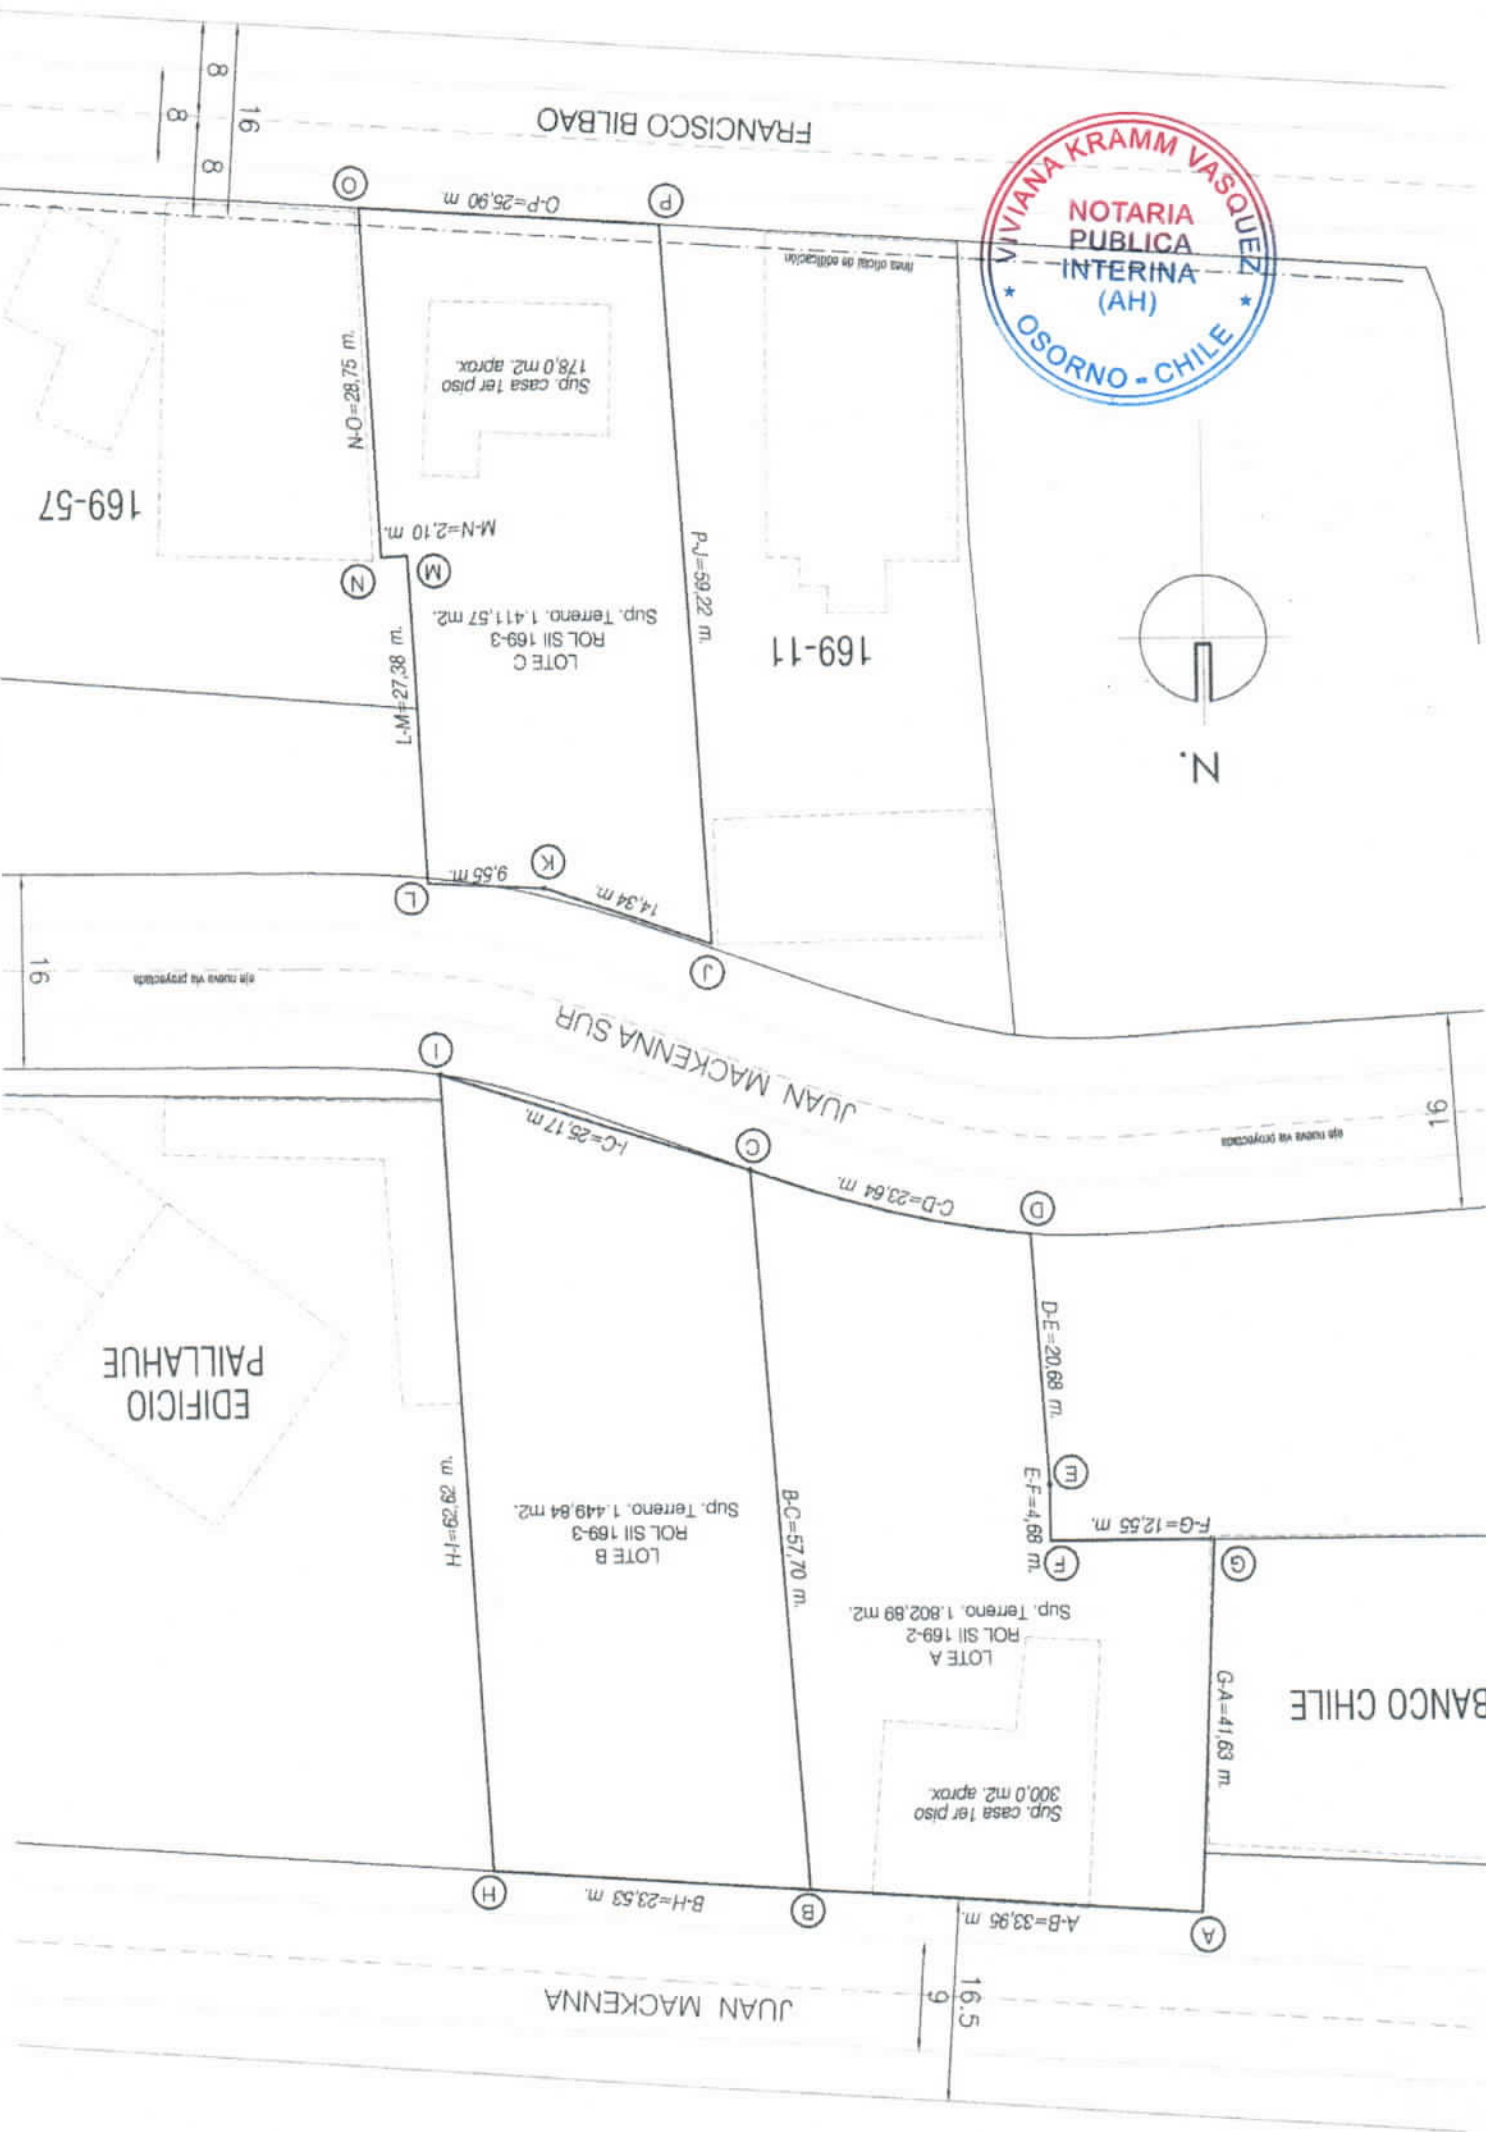 JUAN MACKENNA
16.5
9
A
A-B=33,95 m.
B
B-H=23,53 m.
H
BANCO CHILE
G-A=41,63 m.
Sup. casa 1er piso
300,0 m2. aprox.
LOTE A
ROL SII 169-2
Sup. Terreno. 1.802,89 m2.
G
F-G=12,55 m.
F
E-F=4,68 m.
E
D-E=20,68 m.
D
B-C=57,70 m.
LOTE B
ROL SII 169-3
Sup. Terreno. 1.449,84 m2.
H-I=62,62 m.
EDIFICIO
PAILLAHUE
C-D=23,64 m.
C
I-C=25,17 m.
I
16
eje nueva vía proyectada
JUAN MACKENNA SUR
eje nueva vía proyectada
16
J
14,34 m.
K
9,55 m.
L
N.
169-11
P-J=59,22 m.
LOTE C
ROL SII 169-3
Sup. Terreno. 1.411,57 m2.
L-M=27,38 m.
M
N
M-N=2,10 m.
169-57
N-O=28,75 m.
Sup. casa 1er piso
178,0 m2. aprox.
línea oficial de edificación
P
O-P=25,90 m.
O
FRANCISCO BILBAO
16
8
8
8
VIVIANA KRAMM VASQUEZ
NOTARIA
PUBLICA
INTERINA
(AH)
* OSORNO - CHILE *